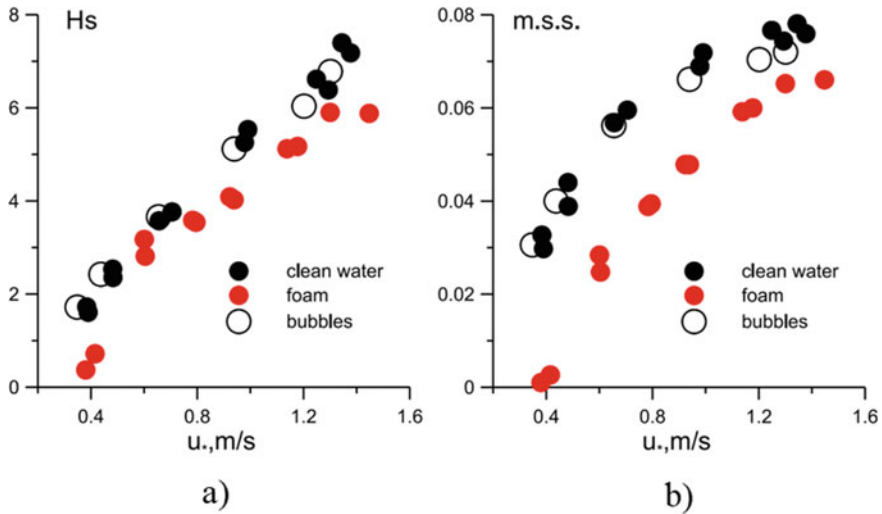 Hs
8
6
4
2
0
0.4 0.8 1.2 1.6
u*,m/s
clean water
foam
bubbles
a)
m.s.s.
0.08
0.06
0.04
0.02
0
0.4 0.8 1.2 1.6
u*,m/s
clean water
foam
bubbles
b)